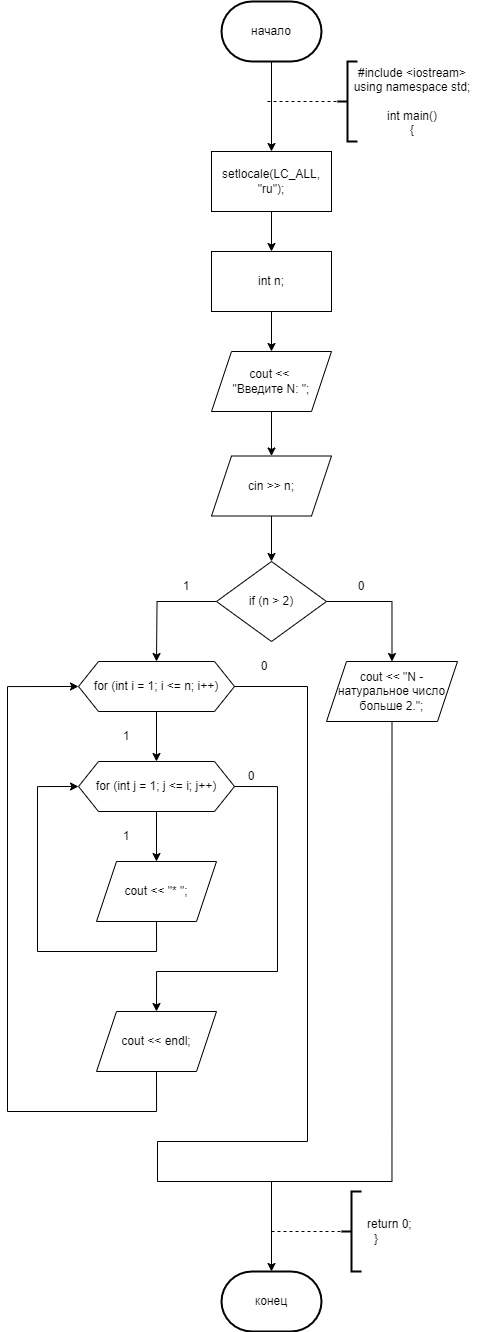 начало
#include <iostream>
using namespace std;
int main()
{
setlocale(LC_ALL,
"ru");
int n;
cout <<
"Введите N: ";
cin >> n;
if (n > 2)
1
0
for (int i = 1; i <= n; i++)
0
cout << "N -
натуральное число
больше 2.";
1
for (int j = 1; j <= i; j++)
0
1
cout << "* ";
cout << endl;
return 0;
}
конец